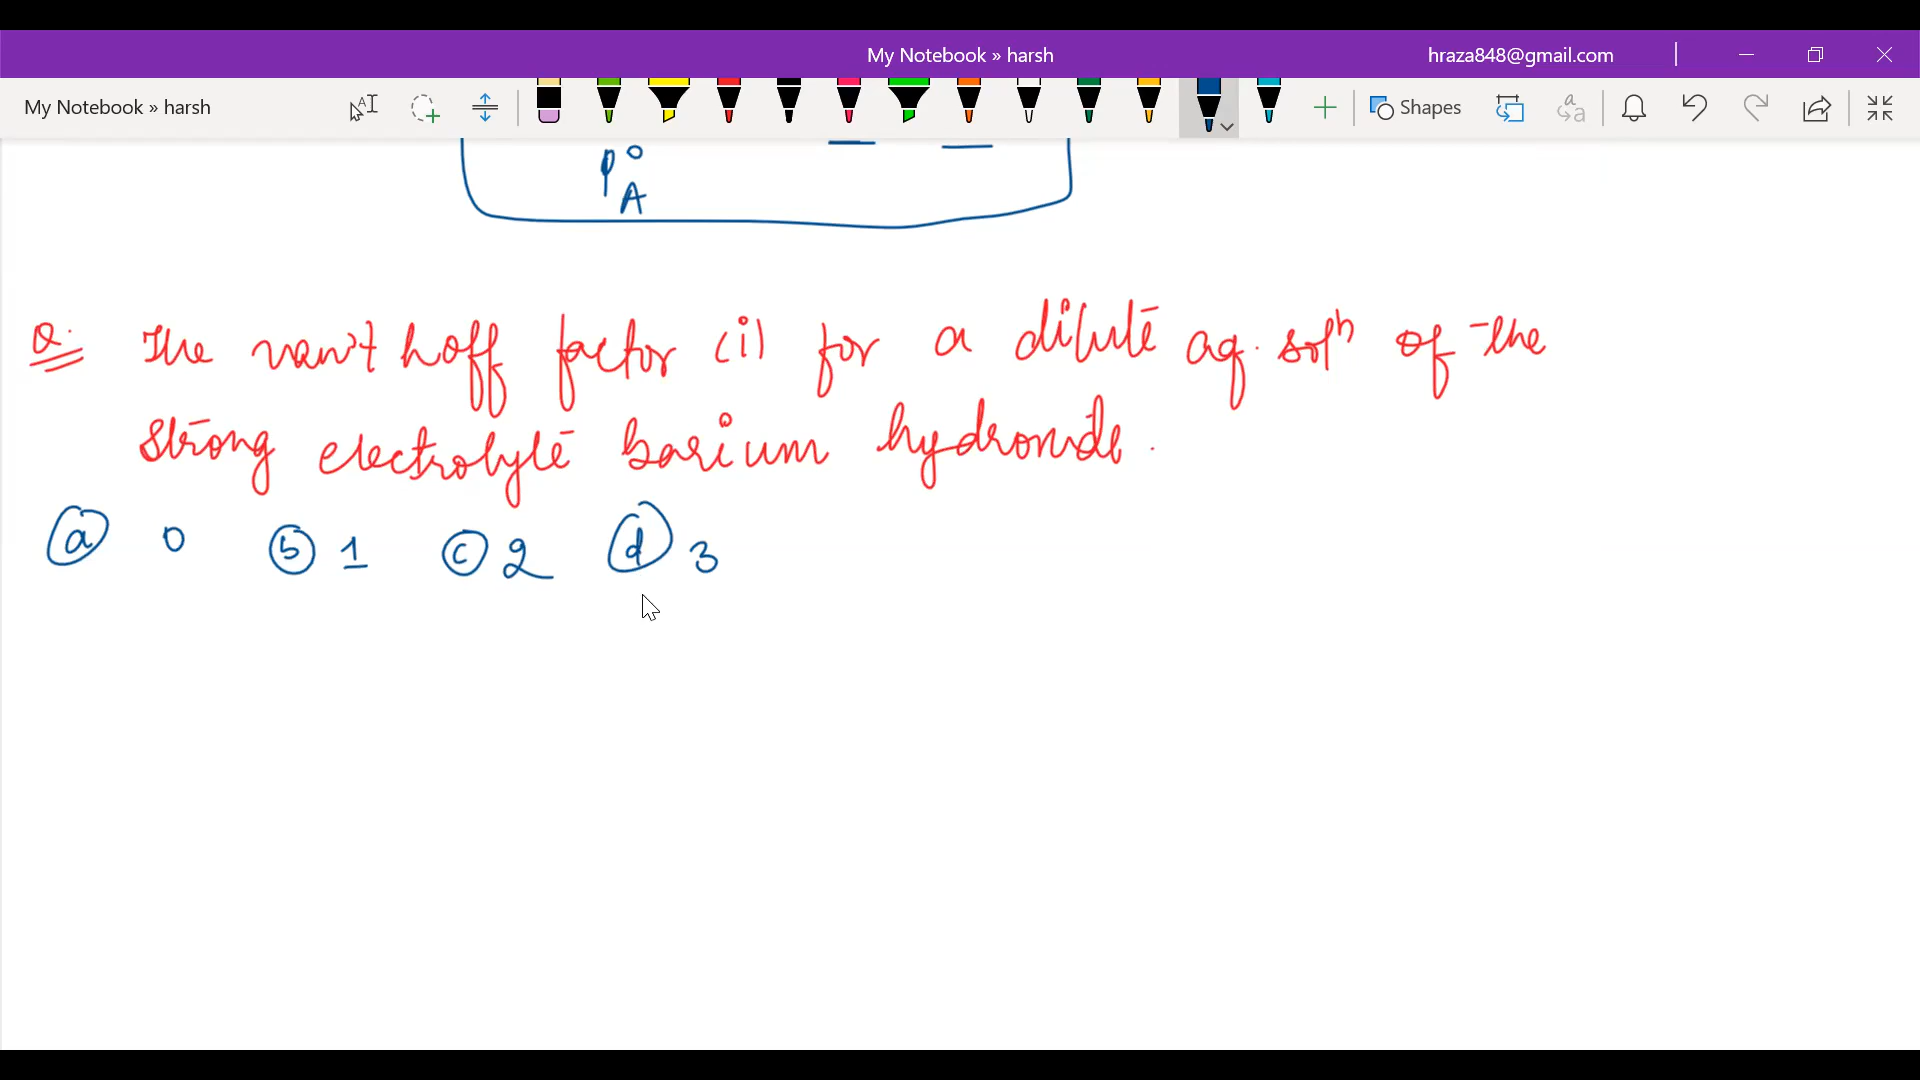 My Notebook » harsh
hraza848@gmail.com
My Notebook » harsh
Shapes
P°
A
Q. The van't hoff factor (i) for a dilute aq. solⁿ of the
strong electrolyte barium hydroxide.
(a) 0 (b) 1 (c) 2 (d) 3